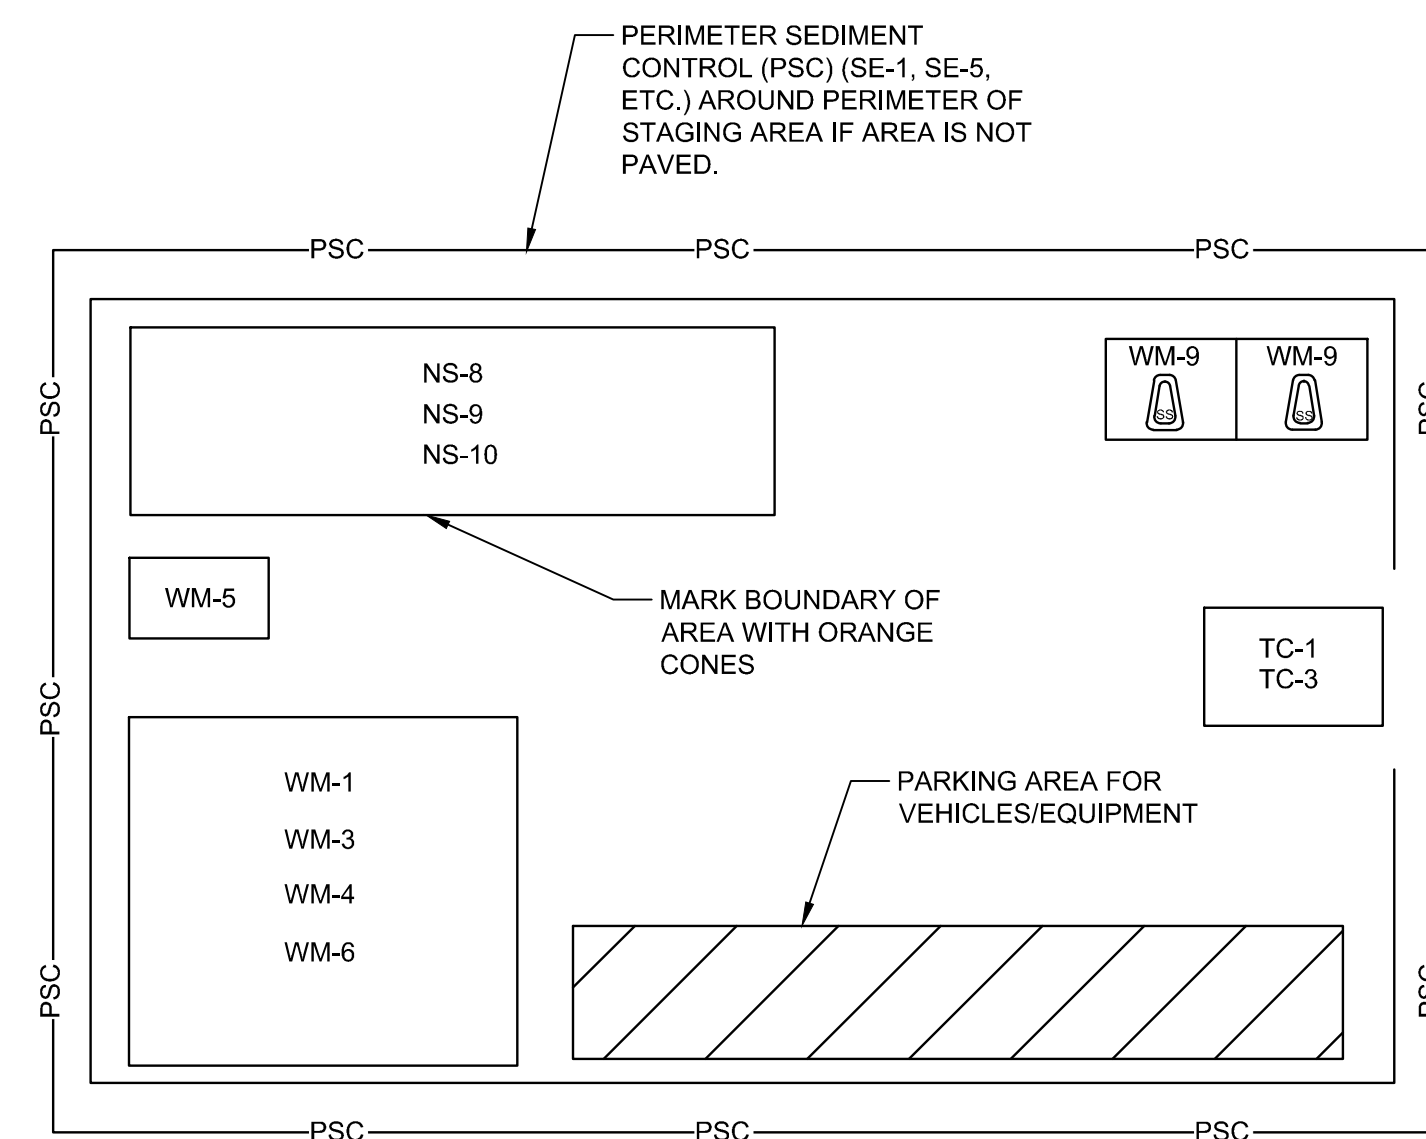 PERIMETER SEDIMENT
CONTROL (PSC) (SE-1, SE-5,
ETC.) AROUND PERIMETER OF
STAGING AREA IF AREA IS NOT
PAVED.
PSC
PSC
PSC
NS-8
NS-9
NS-10
WM-9
WM-9
SS
SS
PSC
PSC
WM-5
MARK BOUNDARY OF
AREA WITH ORANGE
CONES
TC-1
TC-3
PSC
WM-1
WM-3
WM-4
WM-6
PARKING AREA FOR
VEHICLES/EQUIPMENT
PSC
PSC
PSC
PSC
PSC